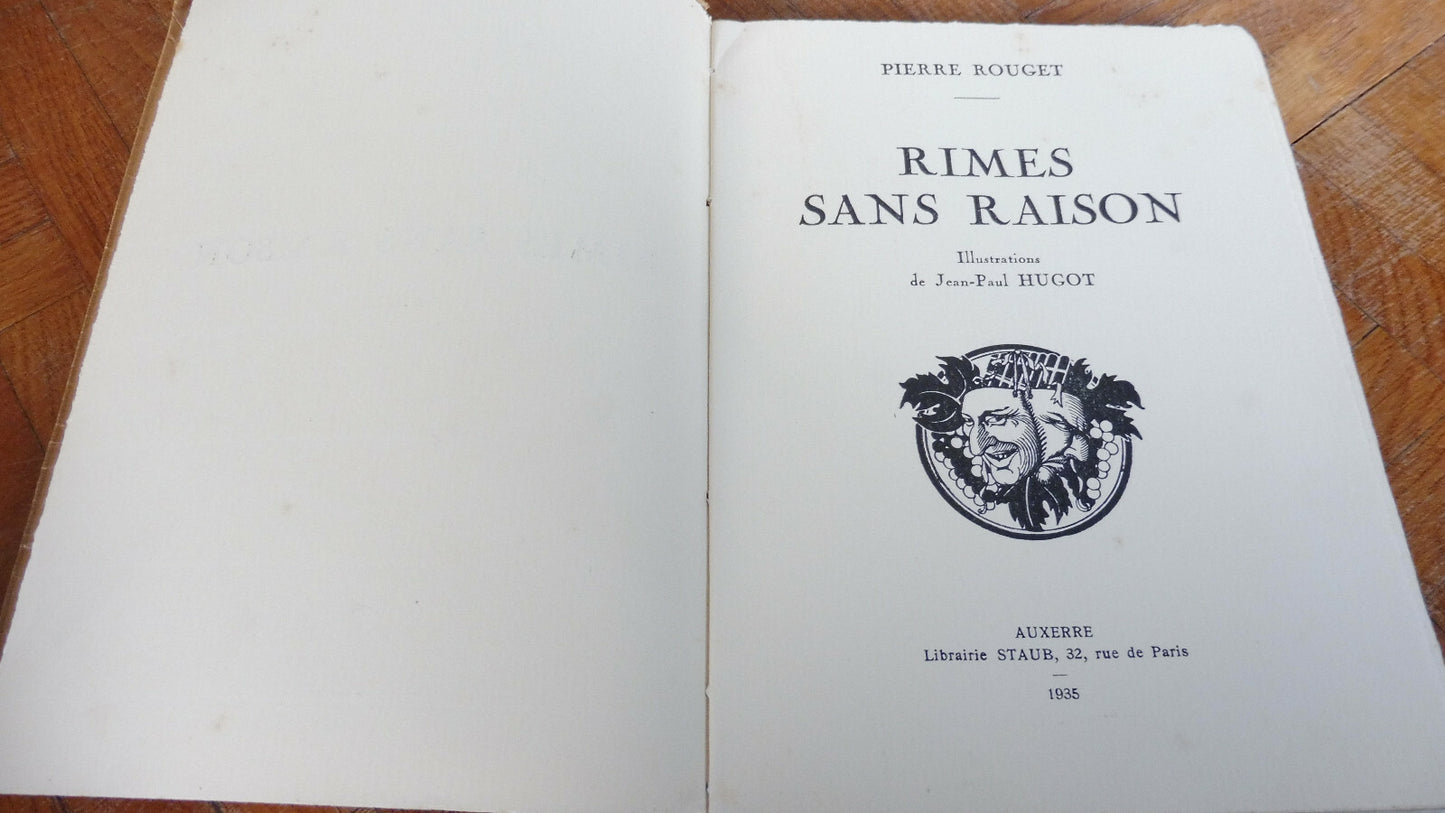 PIERRE ROUGET
RIMES
SANS RAISON
Illustrations
de Jean-Paul HUGOT
AUXERRE
Librairie STAUB, 32, rue de Paris
1935